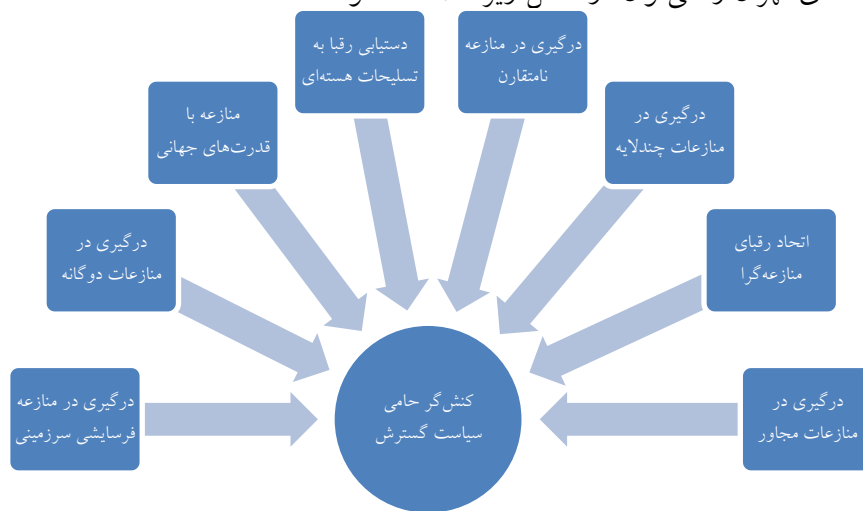 درگیری در منازعه
نامتقارن
دستیابی رقبا به
تسلیحات هسته‌ای
درگیری در
منازعات چندلایه
منازعه با
قدرت‌های جهانی
اتحاد رقبای
منازعه‌گرا
درگیری در
منازعات دوگانه
درگیری در
منازعات مجاور
کنش‌گر حامی
سیاست گسترش
درگیری در منازعه
فرسایشی سرزمینی